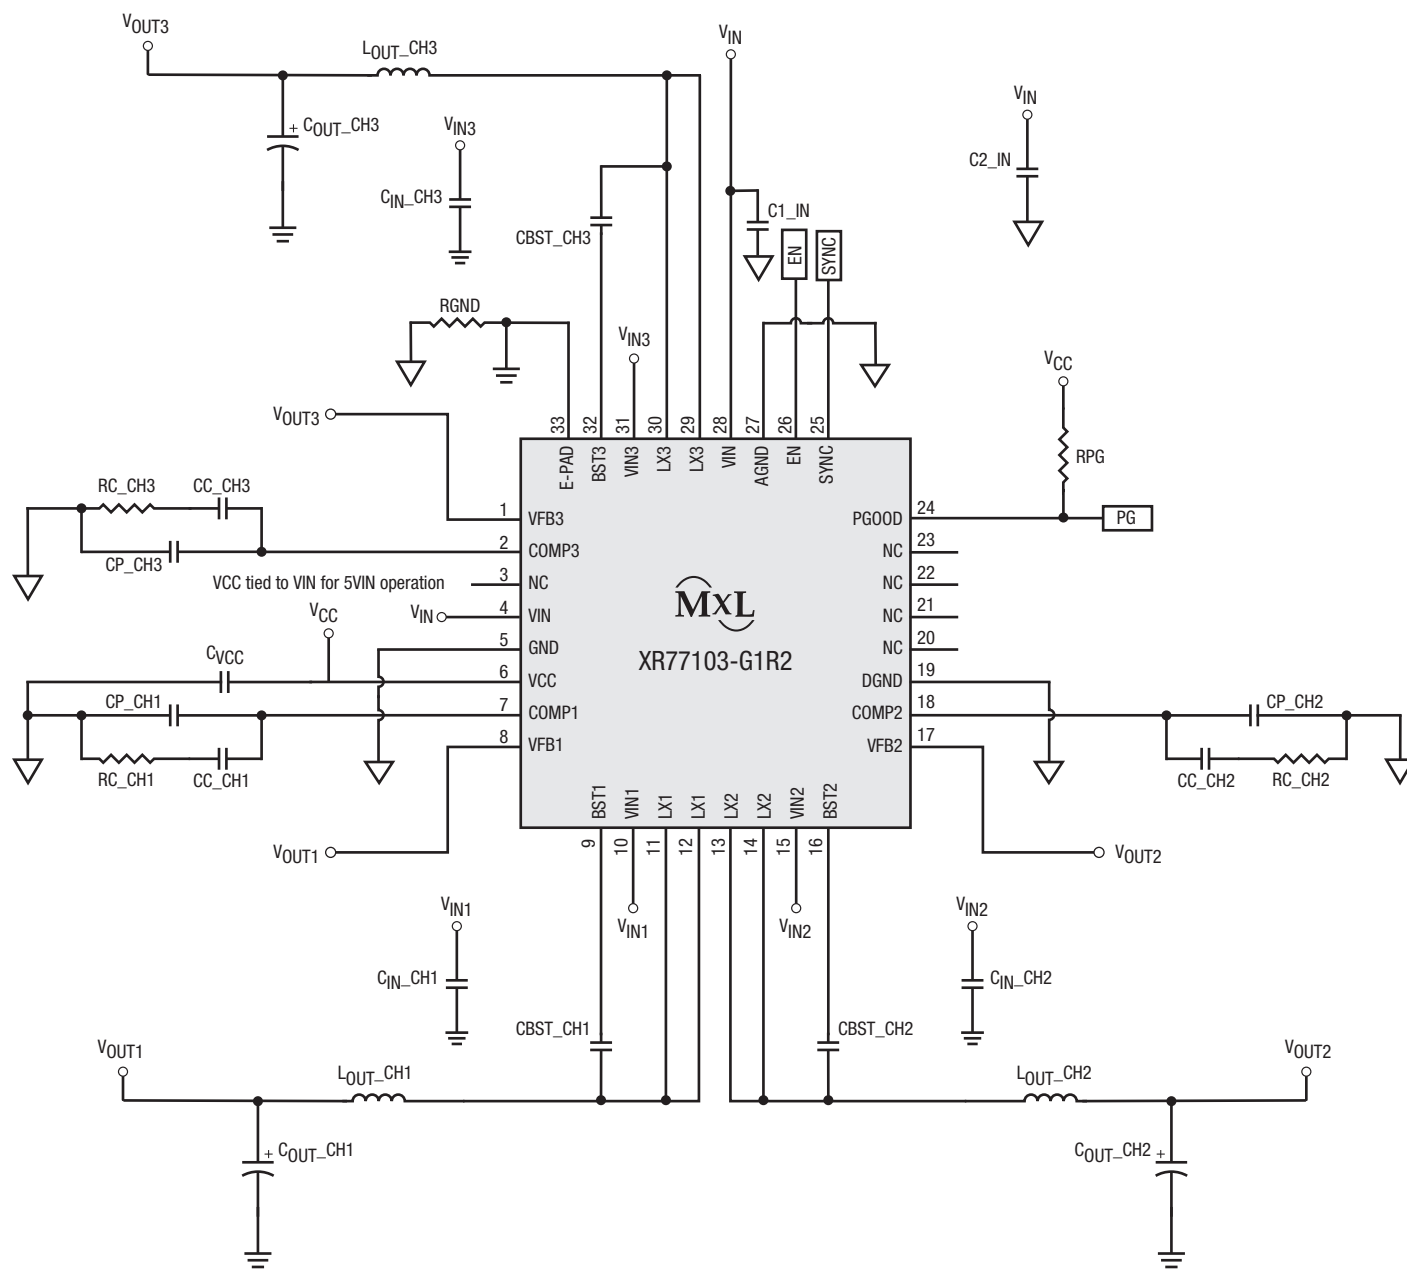 VOUT3
LOUT_CH3
VIN
+ COUT_CH3
VIN3
VIN
C2_IN
CIN_CH3
C1_IN
CBST_CH3
EN
SYNC
RGND
VIN3
VCC
VOUT3
33
32
31
30
29
28
27
26
25
E-PAD
BST3
VIN3
LX3
LX3
VIN
AGND
EN
SYNC
RPG
RC_CH3
CC_CH3
CP_CH3
1 VFB3
2 COMP3
VCC tied to VIN for 5VIN operation
3 NC
VIN
4 VIN
VCC
5 GND
CVCC
6 VCC
CP_CH1
7 COMP1
8 VFB1
RC_CH1
CC_CH1
MxL
XR77103-G1R2
PGOOD 24
PG
NC 23
NC 22
NC 21
NC 20
DGND 19
COMP2 18
VFB2 17
CP_CH2
CC_CH2
RC_CH2
BST1
VIN1
LX1
LX1
LX2
LX2
VIN2
BST2
9
10
11
12
13
14
15
16
VOUT1
VOUT2
VIN1
VIN1
VIN2
VIN2
CIN_CH1
CIN_CH2
CBST_CH1
CBST_CH2
VOUT1
LOUT_CH1
LOUT_CH2
VOUT2
+ COUT_CH1
COUT_CH2 +